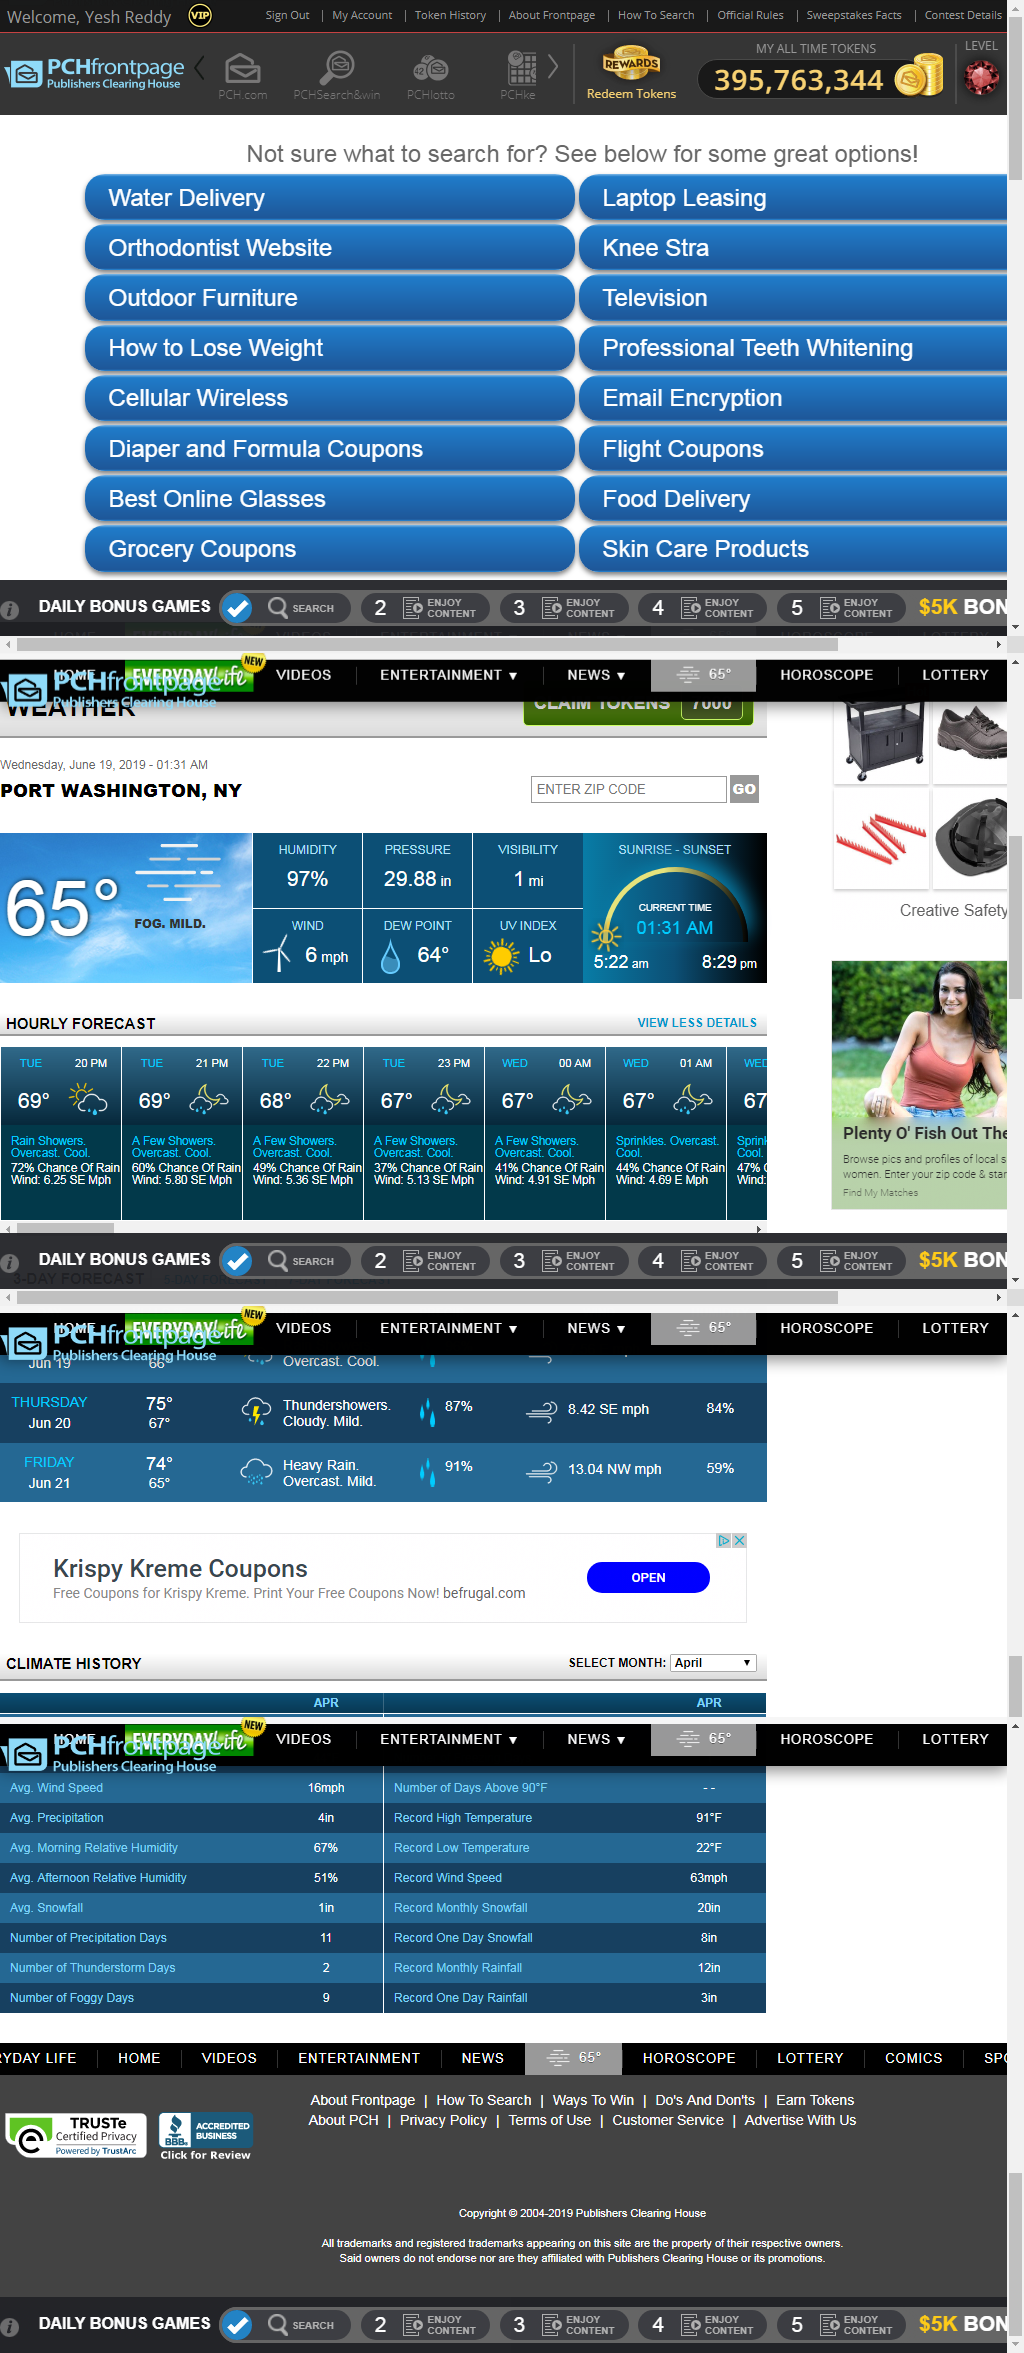 Welcome, Yesh Reddy VIP Sign Out | My Account | Token History | About Frontpage | How To Search | Official Rules | Sweepstakes Facts | Contest Details
PCHfrontpage
Publishers Clearing House
PCH.com PCHSearch&win PCHlotto PCHke
REWARDS
Redeem Tokens
MY ALL TIME TOKENS
395,763,344
LEVEL
Not sure what to search for? See below for some great options!
Water Delivery Laptop Leasing
Orthodontist Website Knee Stra
Outdoor Furniture Television
How to Lose Weight Professional Teeth Whitening
Cellular Wireless Email Encryption
Diaper and Formula Coupons Flight Coupons
Best Online Glasses Food Delivery
Grocery Coupons Skin Care Products
DAILY BONUS GAMES SEARCH 2 ENJOY CONTENT 3 ENJOY CONTENT 4 ENJOY CONTENT 5 ENJOY CONTENT $5K BON
HOME EVERYDAY life NEW VIDEOS ENTERTAINMENT ▼ NEWS ▼ 65° HOROSCOPE LOTTERY
PCHfrontpage
Publishers Clearing House
WEATHER CLAIM TOKENS 7000
Wednesday, June 19, 2019 - 01:31 AM
PORT WASHINGTON, NY
ENTER ZIP CODE GO
65°
FOG. MILD.
HUMIDITY PRESSURE VISIBILITY
97% 29.88 in 1 mi
WIND DEW POINT UV INDEX
6 mph 64° Lo
SUNRISE - SUNSET
CURRENT TIME
01:31 AM
5:22 am 8:29 pm
Creative Safety
Plenty O' Fish Out The
Browse pics and profiles of local s
women. Enter your zip code & star
Find My Matches
HOURLY FORECAST VIEW LESS DETAILS
TUE 20 PM TUE 21 PM TUE 22 PM TUE 23 PM WED 00 AM WED 01 AM WED
69° 69° 68° 67° 67° 67° 67
Rain Showers. A Few Showers. A Few Showers. A Few Showers. A Few Showers. Sprinkles. Overcast. Sprink
Overcast. Cool. Overcast. Cool. Overcast. Cool. Overcast. Cool. Overcast. Cool. Cool. Cool.
72% Chance Of Rain 60% Chance Of Rain 49% Chance Of Rain 37% Chance Of Rain 41% Chance Of Rain 44% Chance Of Rain 47% C
Wind: 6.25 SE Mph Wind: 5.80 SE Mph Wind: 5.36 SE Mph Wind: 5.13 SE Mph Wind: 4.91 SE Mph Wind: 4.69 E Mph Wind:
DAILY BONUS GAMES SEARCH 2 ENJOY CONTENT 3 ENJOY CONTENT 4 ENJOY CONTENT 5 ENJOY CONTENT $5K BON
3-DAY FORECAST
HOME EVERYDAY life NEW VIDEOS ENTERTAINMENT ▼ NEWS ▼ 65° HOROSCOPE LOTTERY
PCHfrontpage
Publishers Clearing House
Jun 19 66° Overcast. Cool.
THURSDAY 75° Thundershowers. 87% 8.42 SE mph 84%
Jun 20 67° Cloudy. Mild.
FRIDAY 74° Heavy Rain. 91% 13.04 NW mph 59%
Jun 21 65° Overcast. Mild.
Krispy Kreme Coupons
Free Coupons for Krispy Kreme. Print Your Free Coupons Now! befrugal.com
OPEN
CLIMATE HISTORY SELECT MONTH: April ▼
APR APR
HOME EVERYDAY life NEW VIDEOS ENTERTAINMENT ▼ NEWS ▼ 65° HOROSCOPE LOTTERY
PCHfrontpage
Publishers Clearing House
Avg. Wind Speed 16mph Number of Days Above 90°F - -
Avg. Precipitation 4in Record High Temperature 91°F
Avg. Morning Relative Humidity 67% Record Low Temperature 22°F
Avg. Afternoon Relative Humidity 51% Record Wind Speed 63mph
Avg. Snowfall 1in Record Monthly Snowfall 20in
Number of Precipitation Days 11 Record One Day Snowfall 8in
Number of Thunderstorm Days 2 Record Monthly Rainfall 12in
Number of Foggy Days 9 Record One Day Rainfall 3in
RYDAY LIFE HOME VIDEOS ENTERTAINMENT NEWS 65° HOROSCOPE LOTTERY COMICS SPO
About Frontpage | How To Search | Ways To Win | Do's And Don'ts | Earn Tokens
About PCH | Privacy Policy | Terms of Use | Customer Service | Advertise With Us
TRUSTe
Certified Privacy
Powered by TrustArc
BBB.
ACCREDITED
BUSINESS
Click for Review
Copyright © 2004-2019 Publishers Clearing House
All trademarks and registered trademarks appearing on this site are the property of their respective owners.
Said owners do not endorse nor are they affiliated with Publishers Clearing House or its promotions.
DAILY BONUS GAMES SEARCH 2 ENJOY CONTENT 3 ENJOY CONTENT 4 ENJOY CONTENT 5 ENJOY CONTENT $5K BON